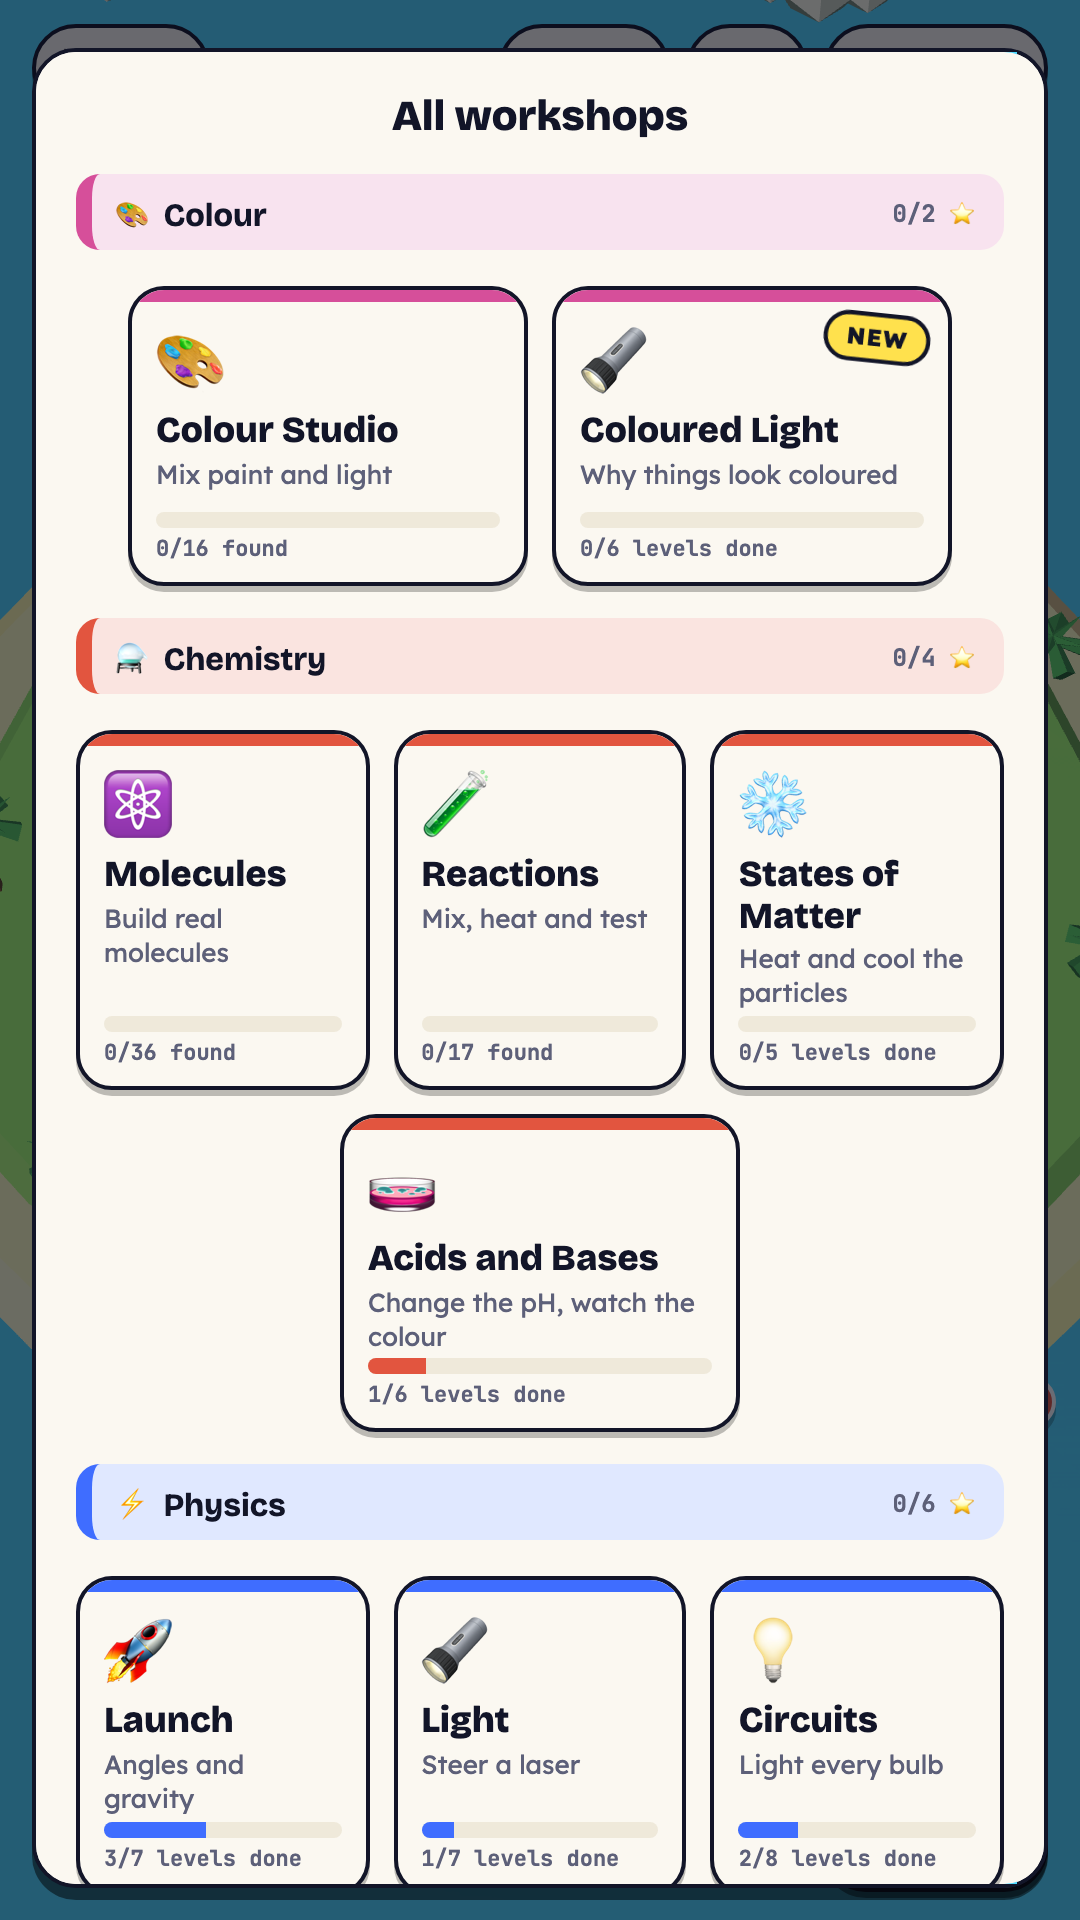 All workshops
Colour
0/2
NEW
Colour Studio
Mix paint and light
0/16 found
Coloured Light
Why things look coloured
0/6 levels done
Chemistry
0/4
Molecules
Build real
molecules
0/36 found
Reactions
Mix, heat and test
0/17 found
States of
Matter
Heat and cool the
particles
0/5 levels done
Acids and Bases
Change the pH, watch the
colour
1/6 levels done
Physics
0/6
Launch
Angles and
gravity
3/7 levels done
Light
Steer a laser
1/7 levels done
Circuits
Light every bulb
2/8 levels done